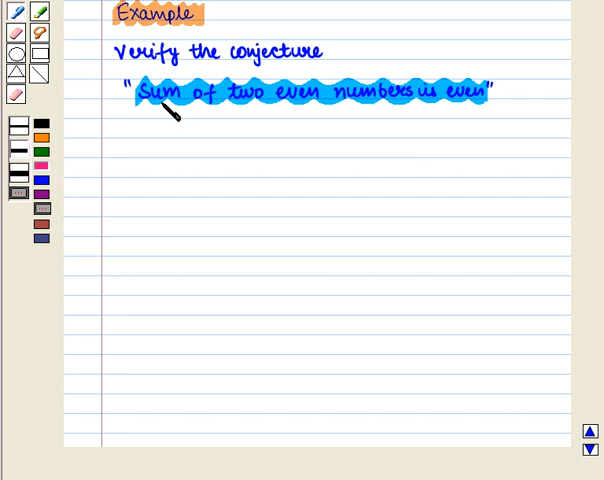 Example
Verify the conjecture
"Sum of two even numbers is even"